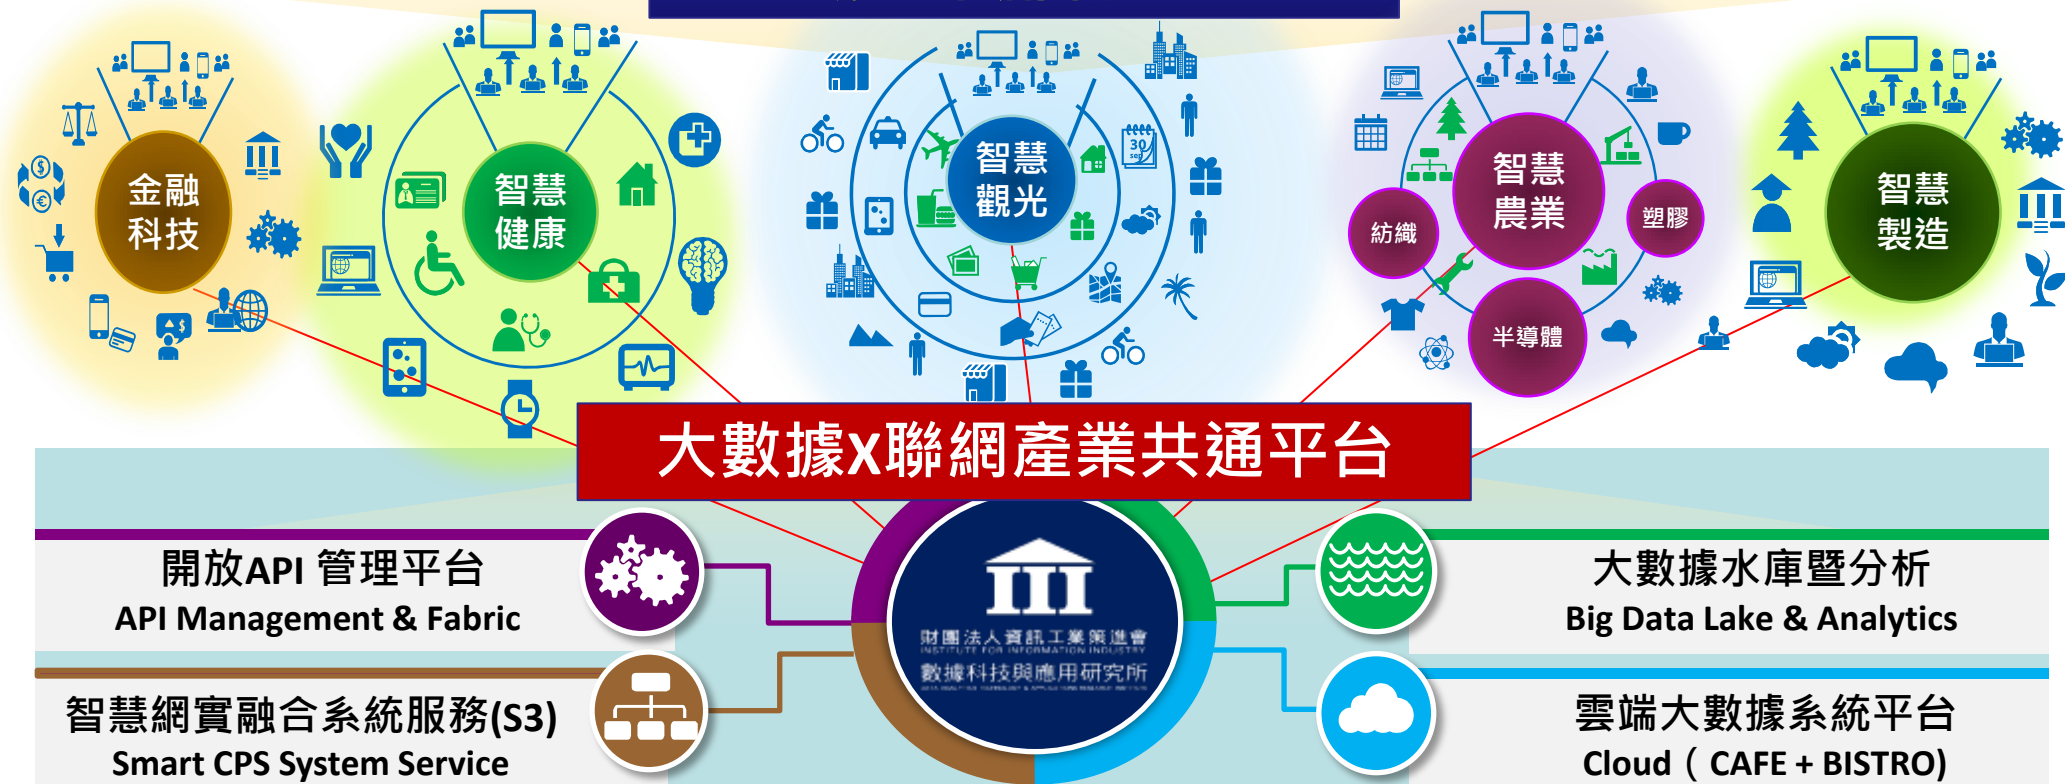 金融
科技
智慧
健康
智慧
觀光
30
sep
智慧
農業
紡織
塑膠
半導體
智慧
製造
大數據X聯網產業共通平台
開放API 管理平台
API Management & Fabric
智慧網實融合系統服務(S3)
Smart CPS System Service
財團法人資訊工業策進會
INSTITUTE FOR INFORMATION INDUSTRY
數據科技與應用研究所
大數據水庫暨分析
Big Data Lake & Analytics
雲端大數據系統平台
Cloud（CAFE + BISTRO)